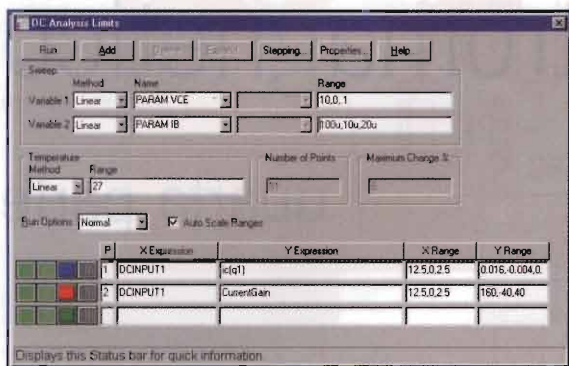 DC Analysis Limits
Run Add Delete Expand... Stepping... Properties... Help...
Sweep
Method Name Range
Variable 1 Linear PARAM VCE 10,0,.1
Variable 2 Linear PARAM IB 100u,10u,20u
Temperature Number of Points Maximum Change %
Method Range
Linear 27 51
Run Options Normal Auto Scale Ranges
P X Expression Y Expression X Range Y Range
1 DCINPUT1 ic(q1) 12.5,0,2.5 0.016,-0.004,0.
2 DCINPUT1 CurrentGain 12.5,0,2.5 160,-40,40
Displays this Status bar for quick information